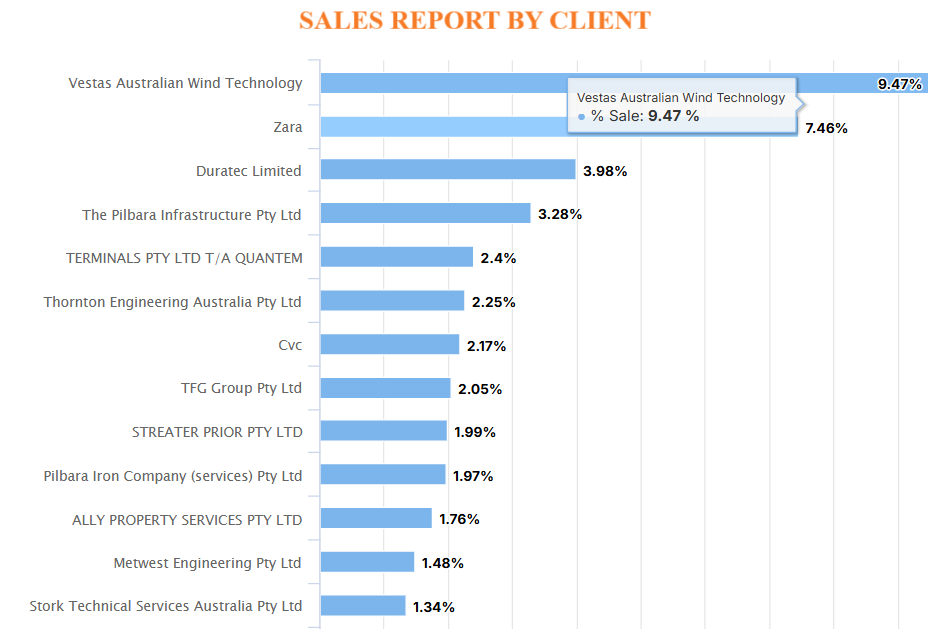 SALES REPORT BY CLIENT
Vestas Australian Wind Technology
9.47%
Vestas Australian Wind Technology
● % Sale: 9.47 %
Zara
7.46%
Duratec Limited
3.98%
The Pilbara Infrastructure Pty Ltd
3.28%
TERMINALS PTY LTD T/A QUANTEM
2.4%
Thornton Engineering Australia Pty Ltd
2.25%
Cvc
2.17%
TFG Group Pty Ltd
2.05%
STREATER PRIOR PTY LTD
1.99%
Pilbara Iron Company (services) Pty Ltd
1.97%
ALLY PROPERTY SERVICES PTY LTD
1.76%
Metwest Engineering Pty Ltd
1.48%
Stork Technical Services Australia Pty Ltd
1.34%